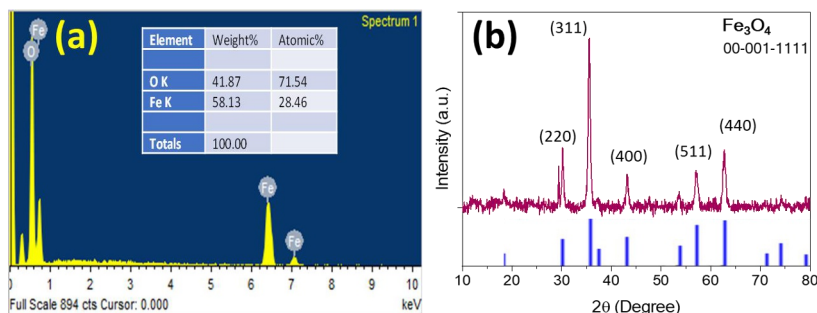 (a)
Spectrum 1
Fe
O
Fe
Fe
Element Weight% Atomic%
O K 41.87 71.54
Fe K 58.13 28.46
Totals 100.00
0 1 2 3 4 5 6 7 8 9 10
Full Scale 894 cts Cursor: 0.000 keV
(b)
Fe₃O₄
00-001-1111
(311)
(220)
(400)
(511)
(440)
Intensity (a.u.)
10 20 30 40 50 60 70 80
2θ (Degree)